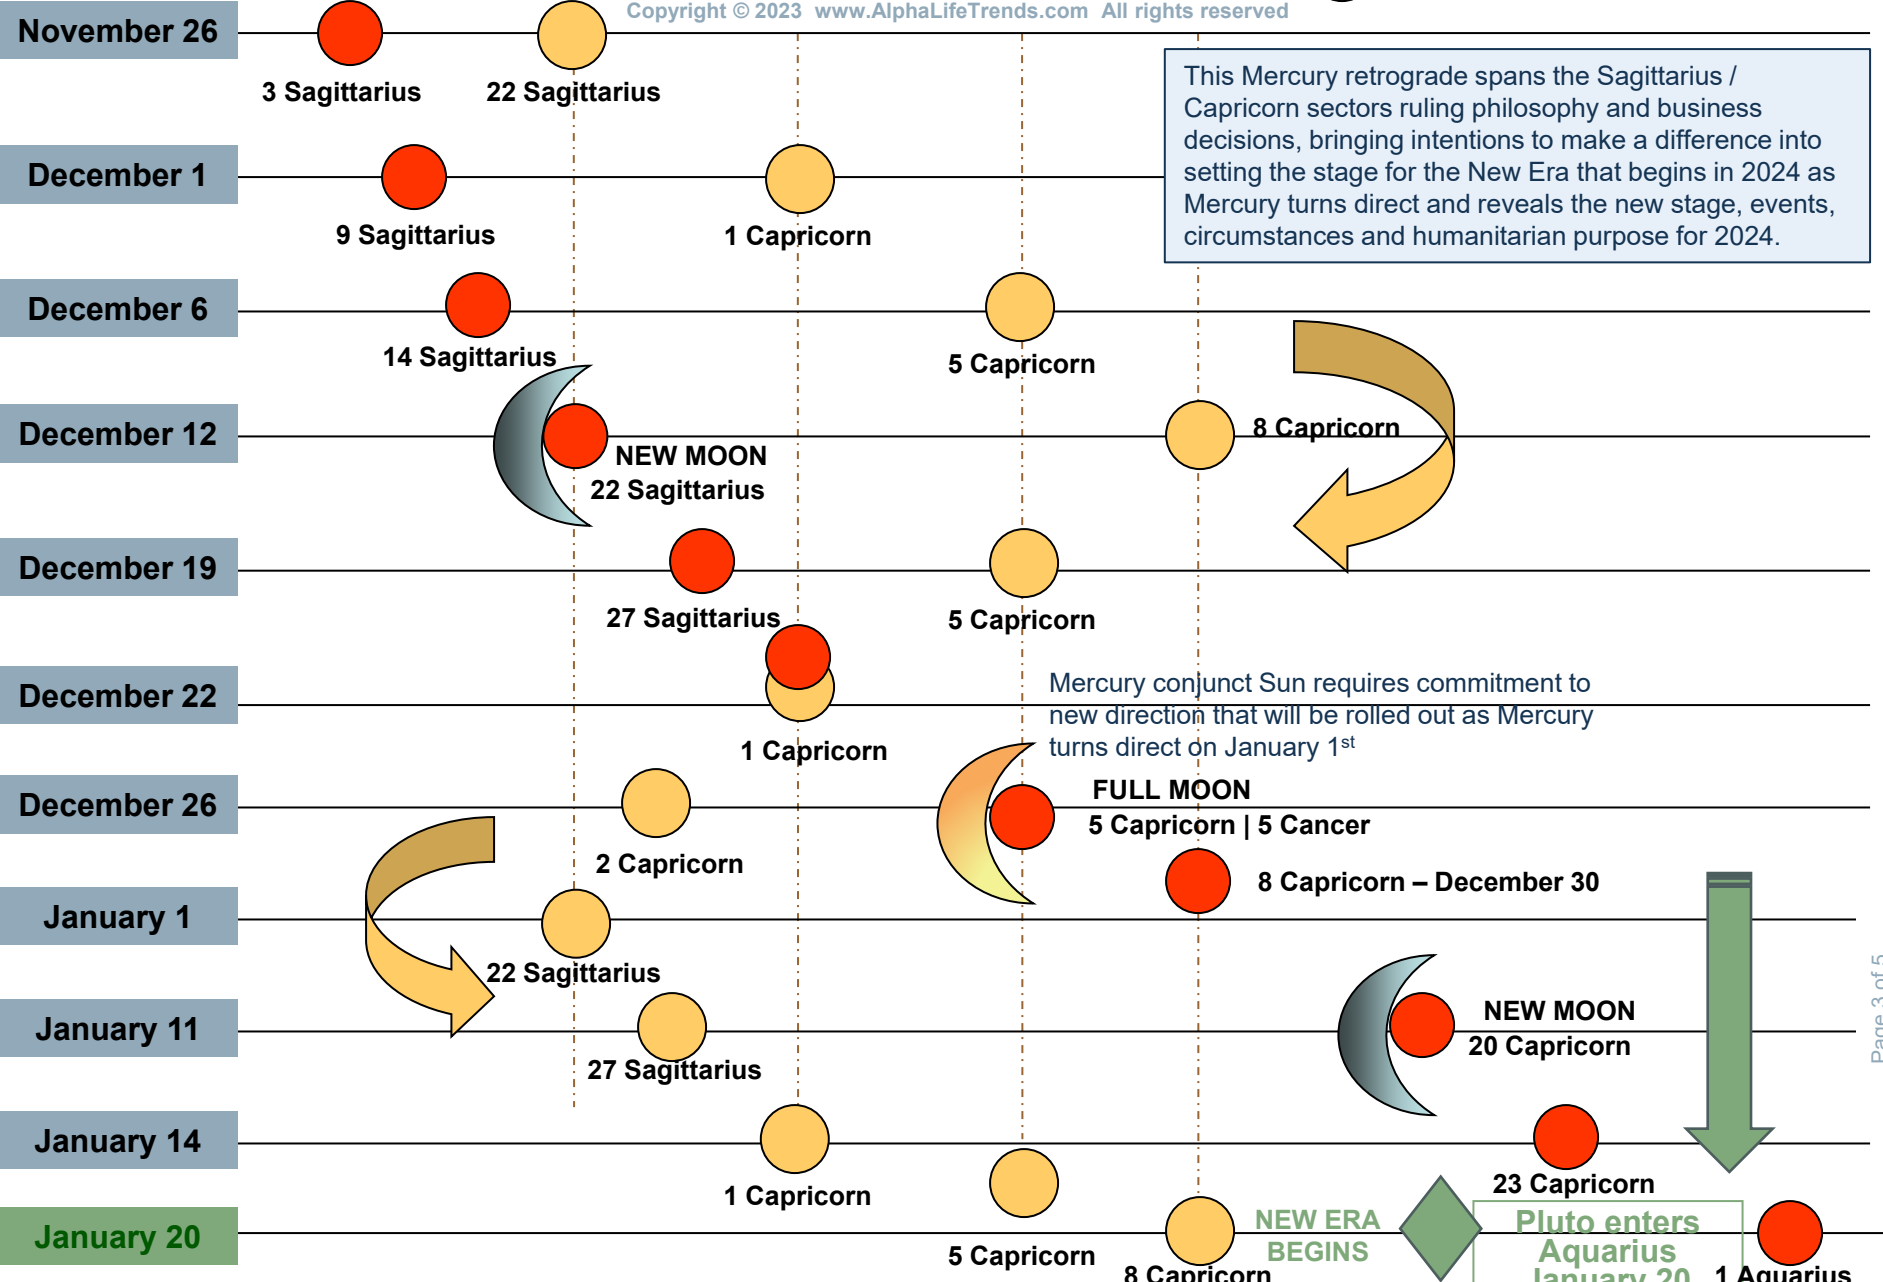 Copyright © 2023 www.AlphaLifeTrends.com All rights reserved
November 26
3 Sagittarius
22 Sagittarius
This Mercury retrograde spans the Sagittarius /
Capricorn sectors ruling philosophy and business
decisions, bringing intentions to make a difference into
setting the stage for the New Era that begins in 2024 as
Mercury turns direct and reveals the new stage, events,
circumstances and humanitarian purpose for 2024.
December 1
9 Sagittarius
1 Capricorn
December 6
14 Sagittarius
5 Capricorn
December 12
NEW MOON
22 Sagittarius
8 Capricorn
December 19
27 Sagittarius
5 Capricorn
December 22
1 Capricorn
Mercury conjunct Sun requires commitment to
new direction that will be rolled out as Mercury
turns direct on January 1st
December 26
2 Capricorn
FULL MOON
5 Capricorn | 5 Cancer
8 Capricorn – December 30
January 1
22 Sagittarius
January 11
27 Sagittarius
NEW MOON
20 Capricorn
Page 3 of 5
January 14
1 Capricorn
23 Capricorn
January 20
5 Capricorn
8 Capricorn
NEW ERA
BEGINS
Pluto enters
Aquarius
January 20
1 Aquarius